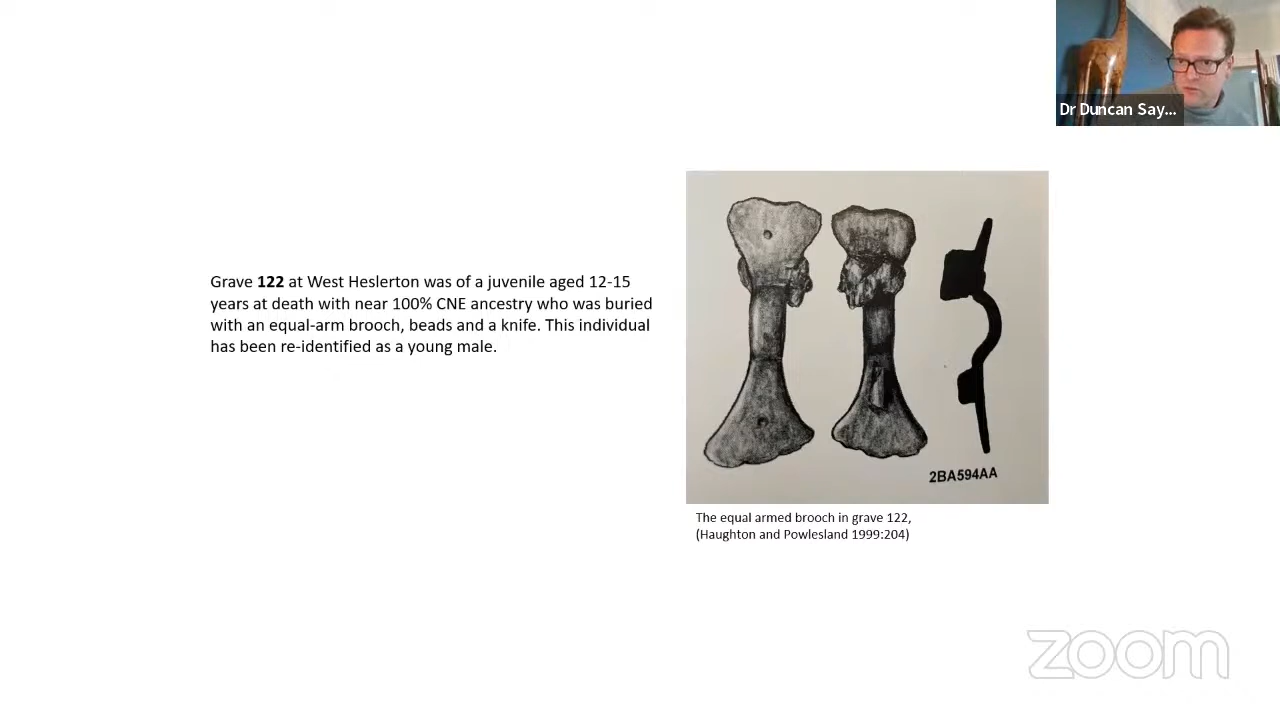 Dr Duncan Say...
Grave 122 at West Heslerton was of a juvenile aged 12-15
years at death with near 100% CNE ancestry who was buried
with an equal-arm brooch, beads and a knife. This individual
has been re-identified as a young male.
2BA594AA
The equal armed brooch in grave 122,
(Haughton and Powlesland 1999:204)
zoom